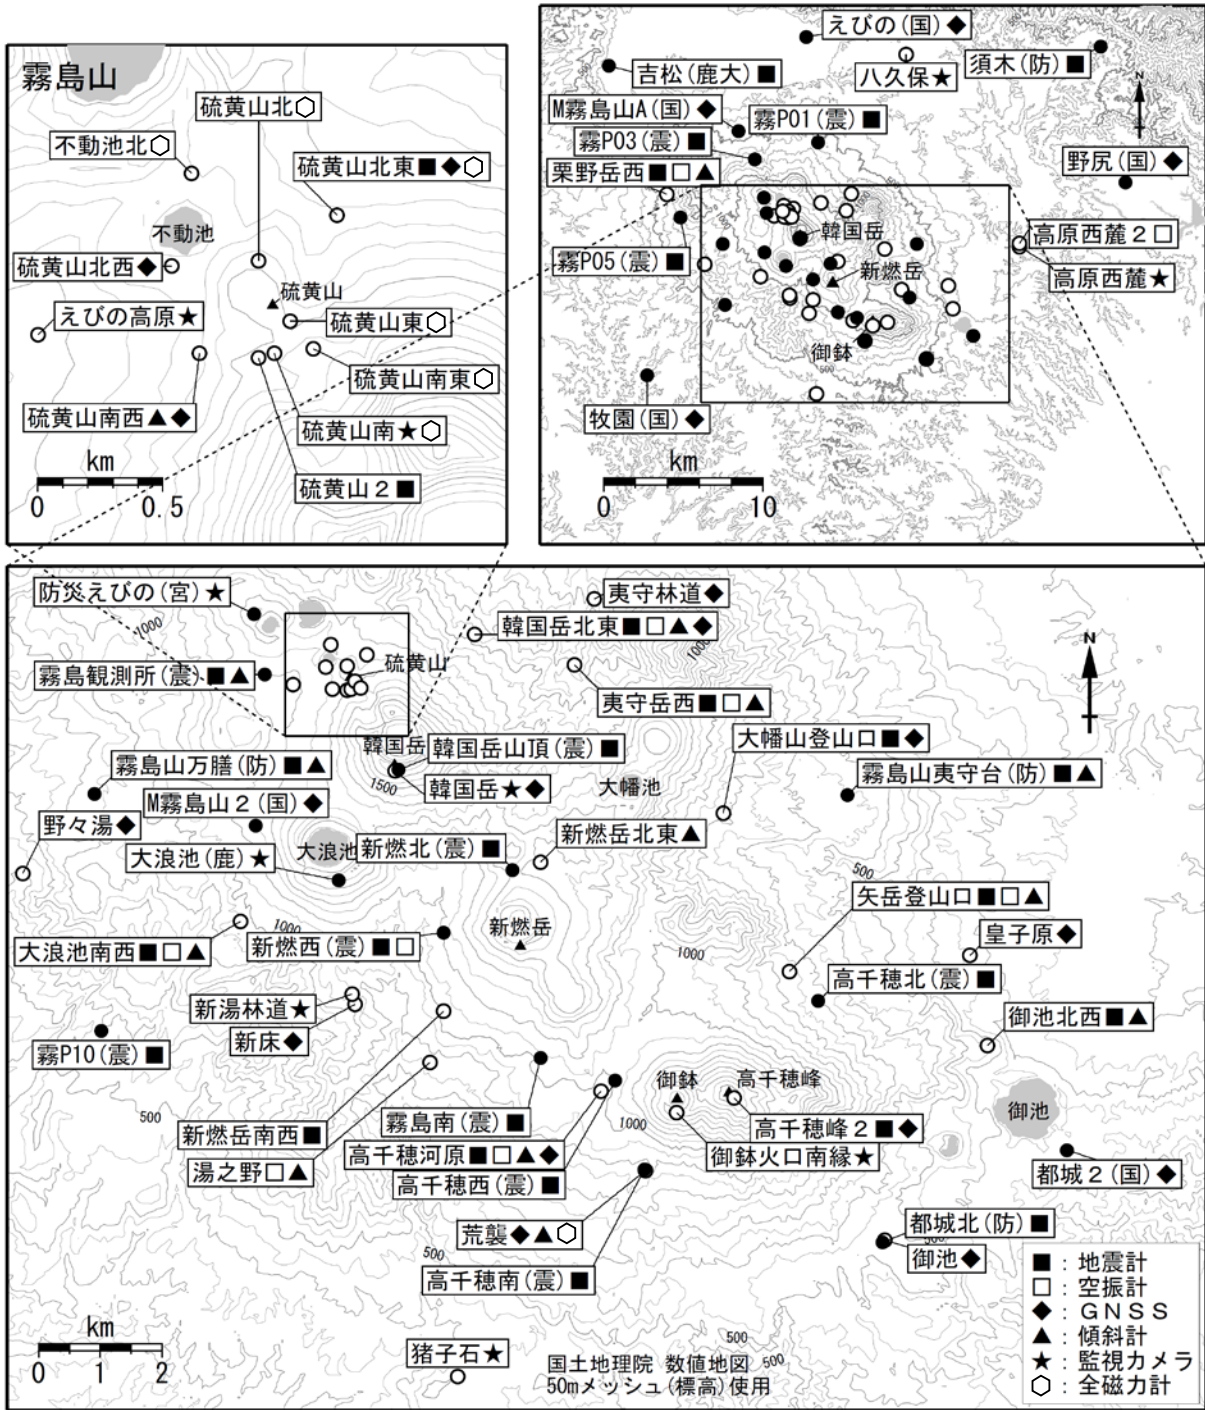 霧島山
硫黄山北⬡
不動池北⬡
硫黄山北東■◆⬡
不動池
硫黄山北西◆
硫黄山
えびの高原★
硫黄山東⬡
硫黄山南東⬡
硫黄山南西▲◆
硫黄山南★⬡
硫黄山2■
km
0 0.5
えびの(国)◆
吉松(鹿大)■
八久保★
須木(防)■
M霧島山A(国)◆
霧P01(震)■
霧P03(震)■
栗野岳西■□▲
野尻(国)◆
N
韓国岳
高原西麓2□
霧P05(震)■
新燃岳
高原西麓★
御鉢
500
牧園(国)◆
km
0 10
防災えびの(宮)★
夷守林道◆
1000
韓国岳北東■□▲◆
1000
霧島観測所(震)■▲
硫黄山
夷守岳西■□▲
N
大幡山登山口■◆
韓国岳
韓国岳山頂(震)■
霧島山万膳(防)■▲
1500
韓国岳★◆
大幡池
霧島山夷守台(防)■▲
M霧島山2(国)◆
野々湯◆
大浪池
新燃北(震)■
新燃岳北東▲
大浪池(鹿)★
500
矢岳登山口■□▲
1000
新燃岳
皇子原◆
大浪池南西■□▲
新燃西(震)■□
1000
高千穂北(震)■
新湯林道★
御池北西■▲
新床◆
霧P10(震)■
御鉢
高千穂峰
御池
500
新燃岳南西■
霧島南(震)■
1000
高千穂峰2■◆
高千穂河原■□▲◆
御鉢火口南縁★
湯之野□▲
高千穂西(震)■
都城2(国)◆
荒襲◆▲⬡
都城北(防)■
500
御池◆
高千穂南(震)■
km
0 1 2
猪子石★
500
国土地理院 数値地図
500
50mメッシュ(標高)使用
■：地震計
□：空振計
◆：GNSS
▲：傾斜計
★：監視カメラ
⬡：全磁力計